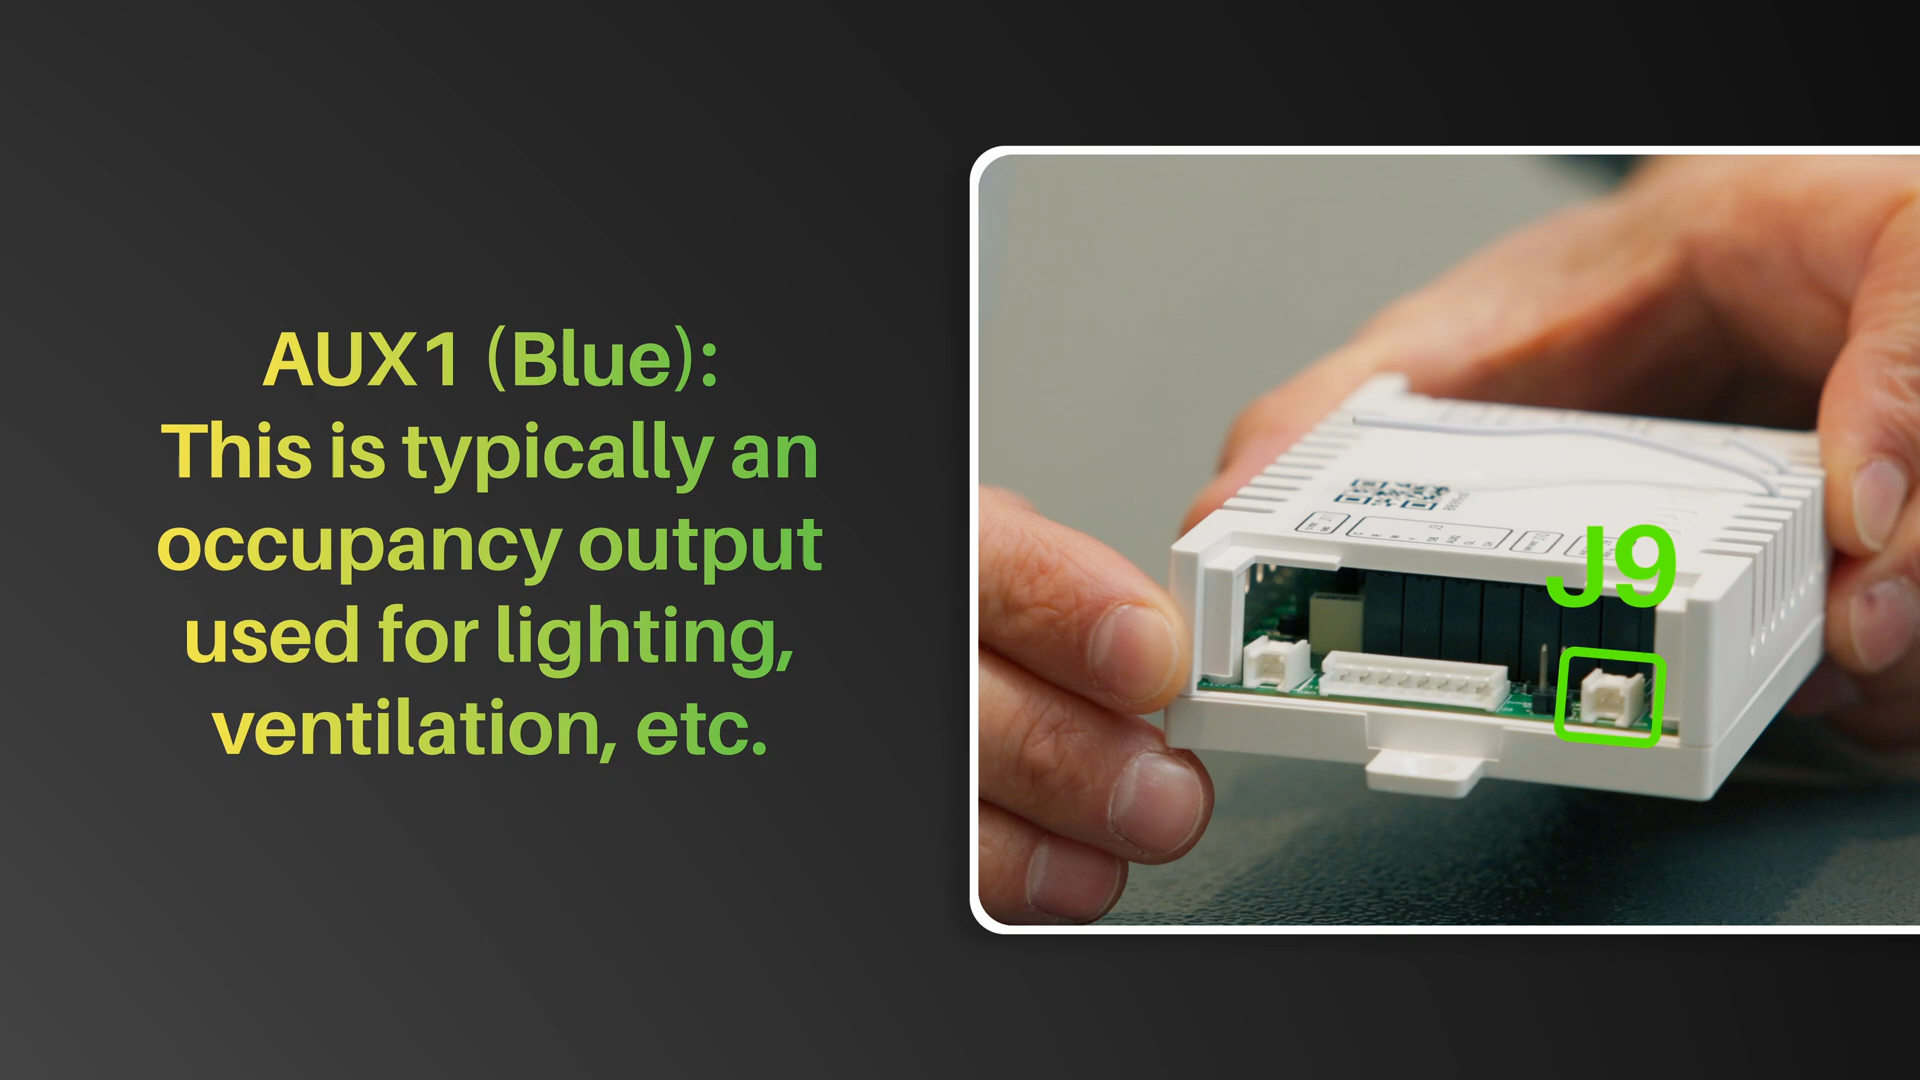 AUX1 (Blue):
This is typically an
occupancy output
used for lighting,
ventilation, etc.
J9